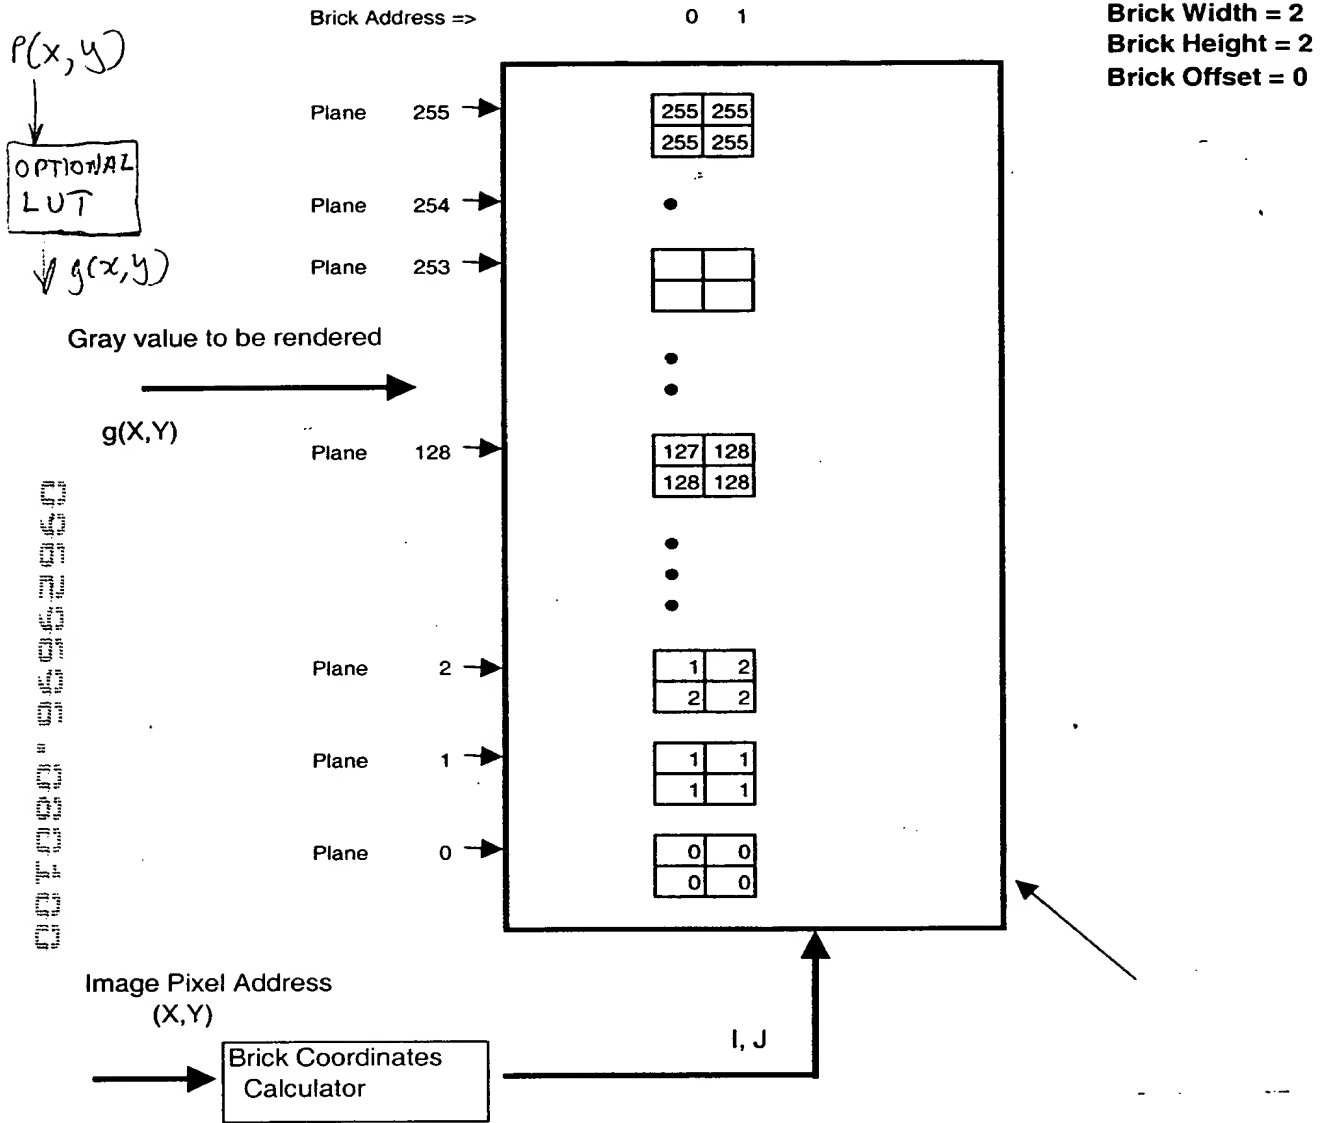 Brick Address => 0 1
Brick Width = 2
Brick Height = 2
Brick Offset = 0
P(x,y)
OPTIONAL
LUT
g(x,y)
Plane 255
255 255
255 255
Plane 254
Plane 253
Gray value to be rendered
g(X,Y)
Plane 128
127 128
128 128
Plane 2
1 2
2 2
Plane 1
1 1
1 1
Plane 0
0 0
0 0
Image Pixel Address
(X,Y)
I, J
Brick Coordinates
Calculator